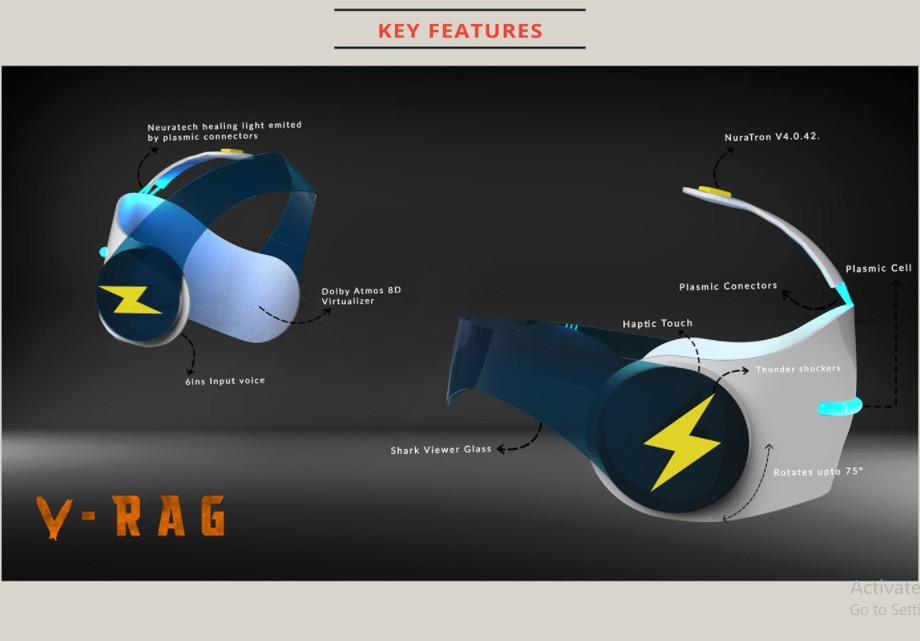 KEY FEATURES
Neuratech healing light emited
by plasmic connectors
NuraTron V4.0.42.
Plasmic Cell
Plasmic Conectors
Dolby Atmos 8D
Virtualizer
Haptic Touch
Thunder shockers
6ins Input voice
Shark Viewer Glass
Rotates upto 75°
V-RAG
Activate
Go to Setti